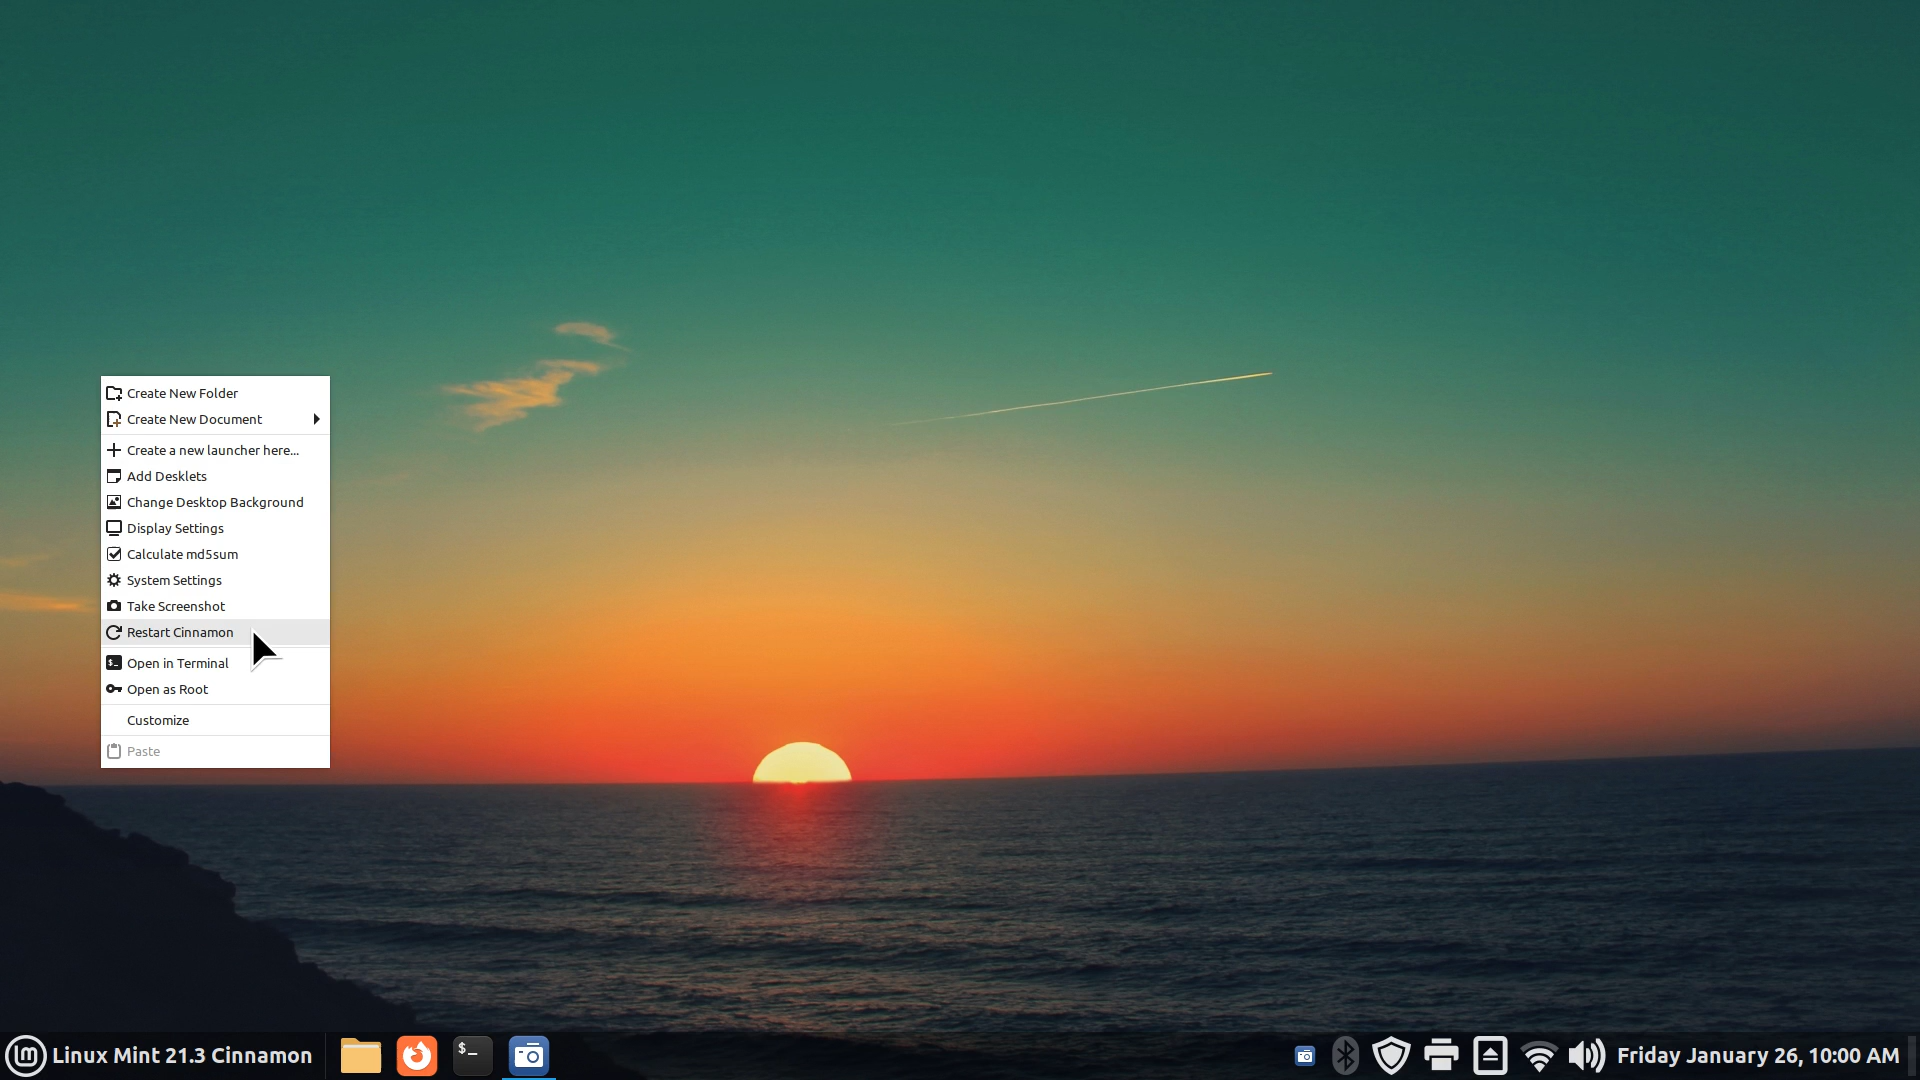 Create New Folder
Create New Document
Create a new launcher here...
Add Desklets
Change Desktop Background
Display Settings
Calculate md5sum
System Settings
Take Screenshot
Restart Cinnamon
Open in Terminal
Open as Root
Customize
Paste
Linux Mint 21.3 Cinnamon
$_
Friday January 26, 10:00 AM